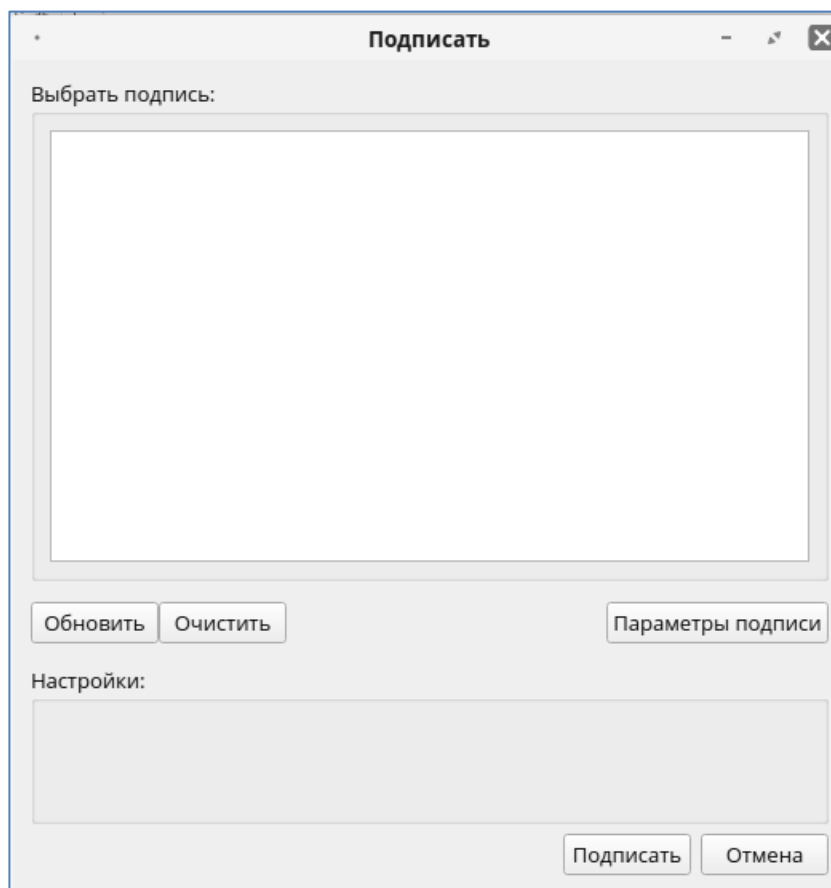 Подписать
Выбрать подпись:
Обновить Очистить Параметры подписи
Настройки:
Подписать Отмена